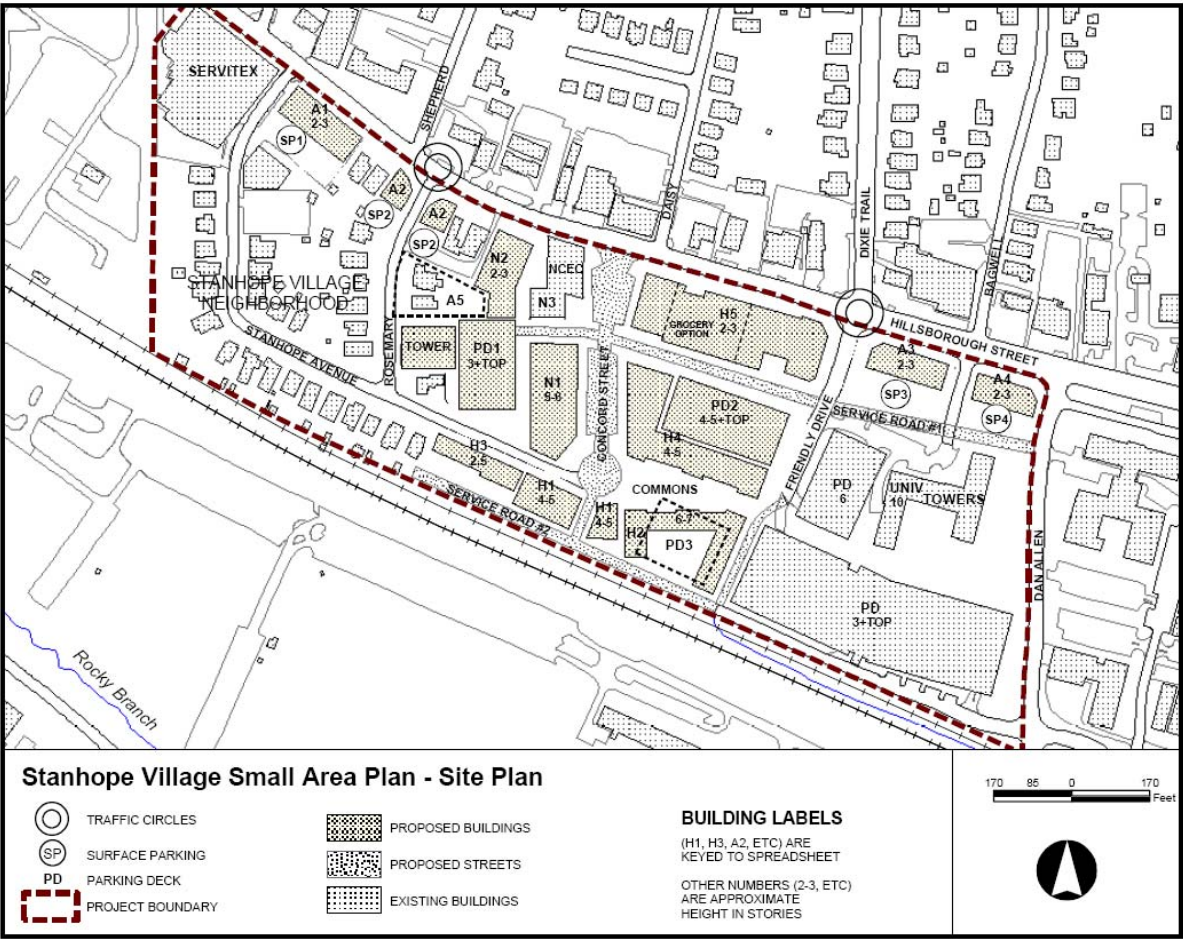 SERVITEX
A1
2-3
SP1
SHEPHERD
A2
SP2
A2
SP2
DAISY
DIXIE TRAIL
BAGWELL
N2
2-3
NCEC
N3
A5
STANHOPE VILLAGE
NEIGHBORHOOD
H5
2-3
GROCERY
OPTION
HILLSBOROUGH STREET
A3
2-3
SP3
A4
2-3
SP4
STANHOPE AVENUE
ROSEMARY
TOWER
PD1
3+TOP
N1
5-6
CONCORD STREET
PD2
4-5+TOP
H4
4-5
FRIENDLY DRIVE
SERVICE ROAD #1
H3
2.5
H1
4-5
SERVICE ROAD #2
COMMONS
H1
4-5
H2
6-7
PD3
PD
6
UNIV
10
TOWERS
DAN ALLEN
PD
3+TOP
Rocky Branch
Stanhope Village Small Area Plan - Site Plan
TRAFFIC CIRCLES
SP
SURFACE PARKING
PD
PARKING DECK
PROJECT BOUNDARY
PROPOSED BUILDINGS
PROPOSED STREETS
EXISTING BUILDINGS
BUILDING LABELS
(H1, H3, A2, ETC) ARE
KEYED TO SPREADSHEET
OTHER NUMBERS (2-3, ETC)
ARE APPROXIMATE
HEIGHT IN STORIES
170 85 0 170
Feet